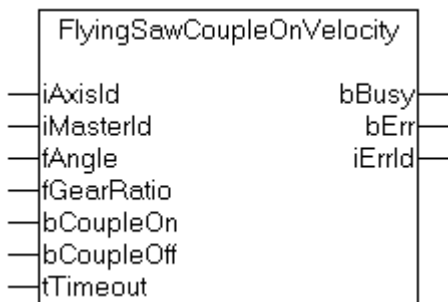 FlyingSawCoupleOnVelocity
iAxisId bBusy
iMasterId bErr
fAngle iErrId
fGearRatio
bCoupleOn
bCoupleOff
tTimeout